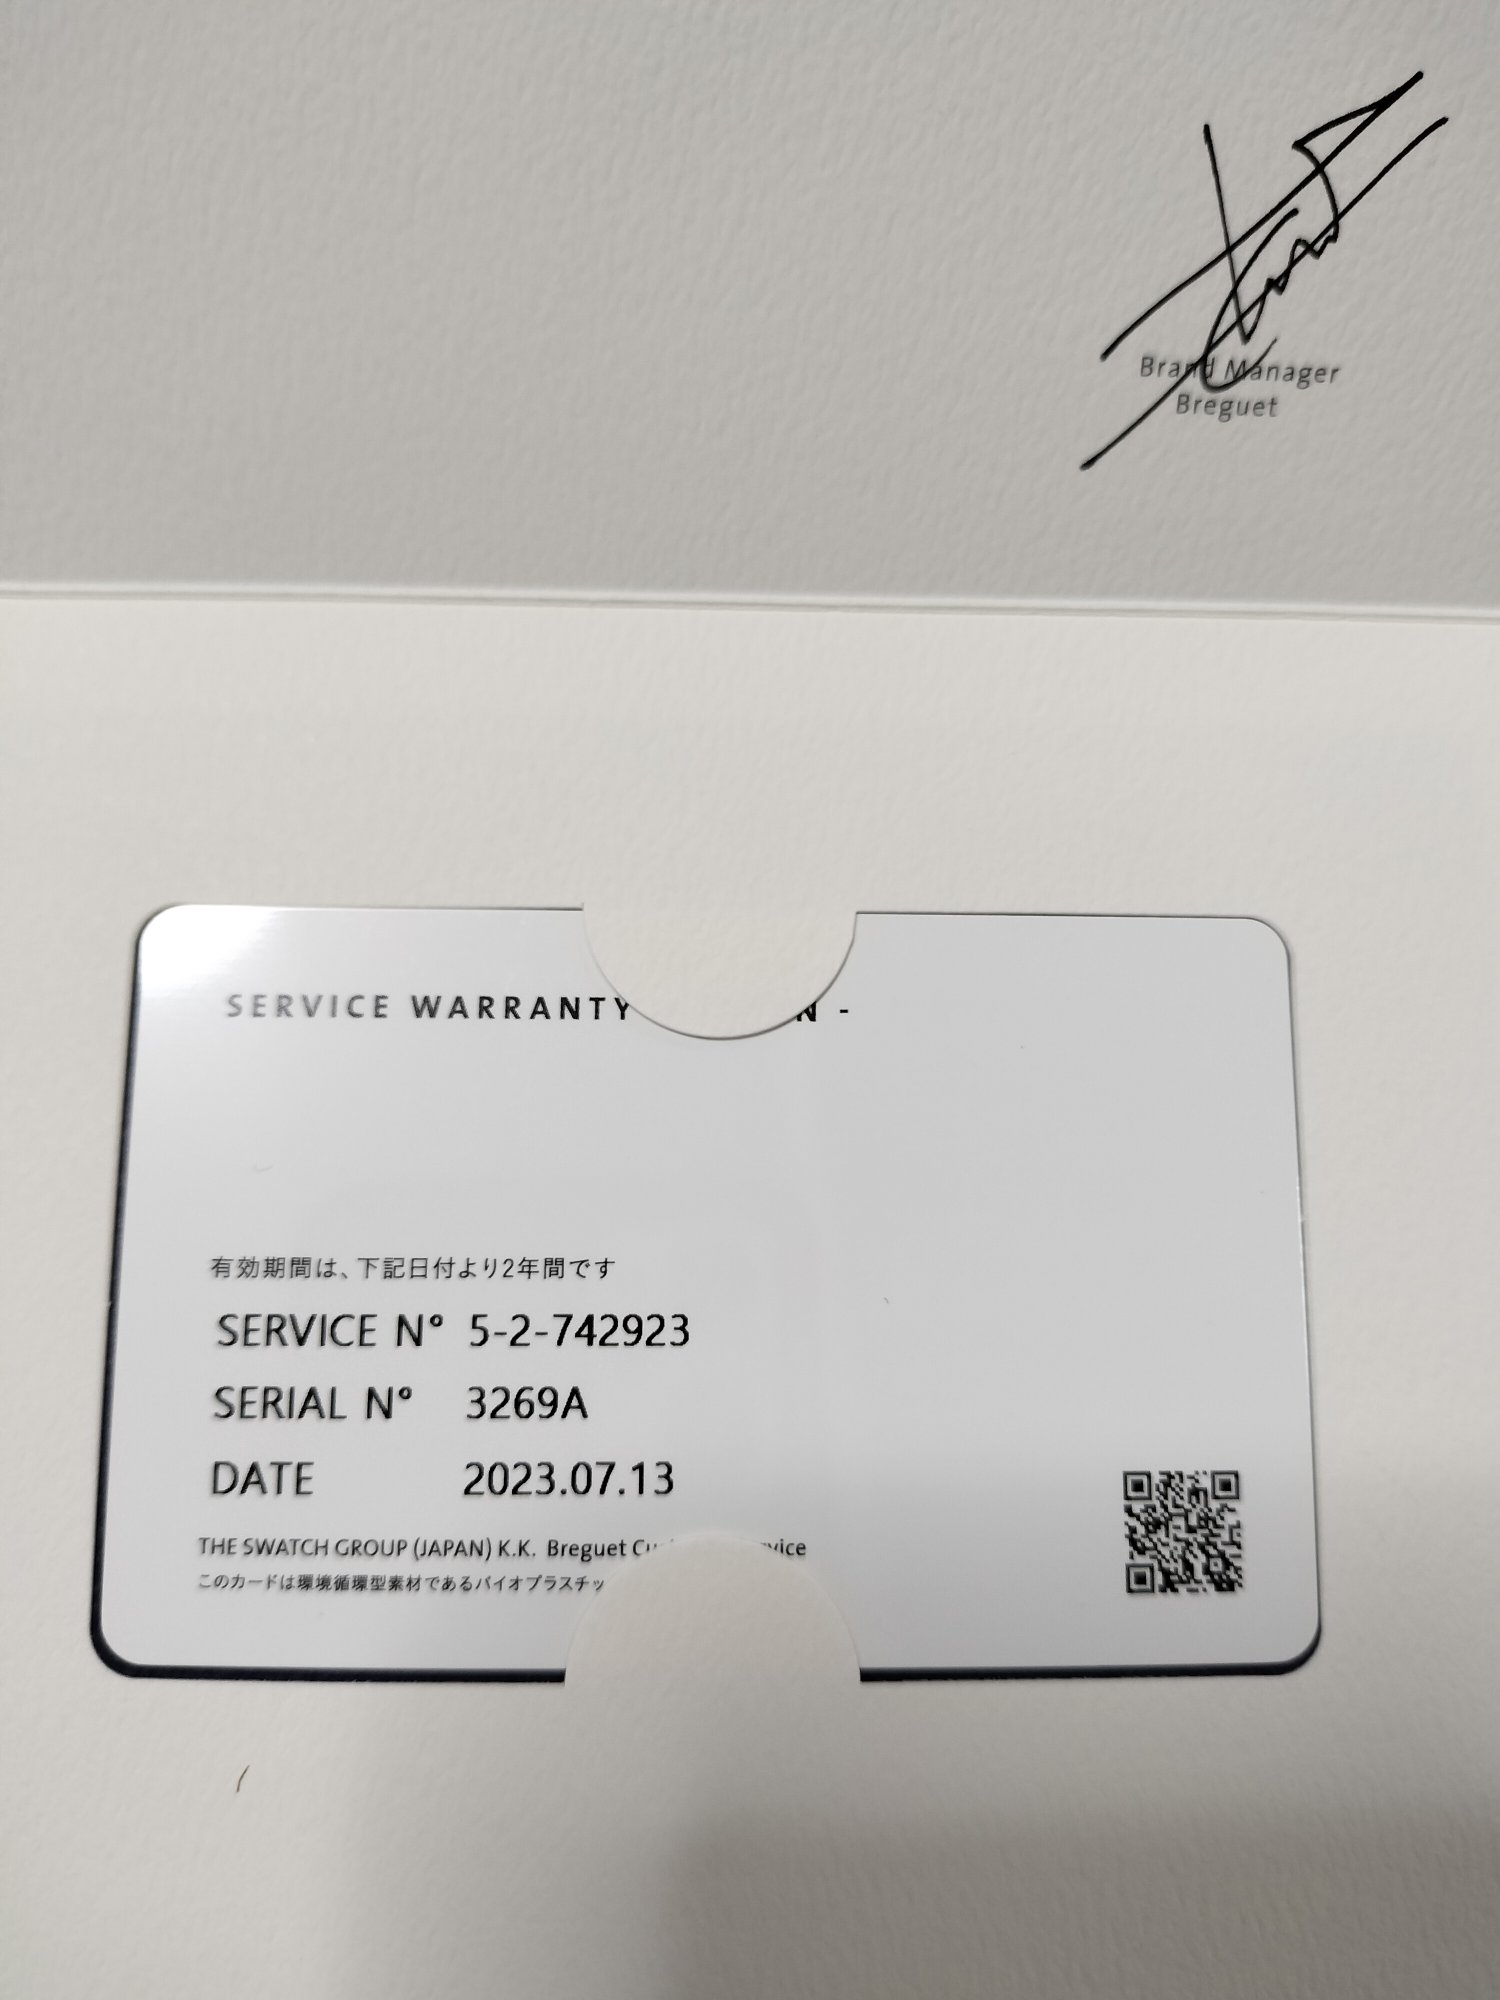 Brand Manager
Breguet
SERVICE WARRANTY N -
有効期間は、下記日付より2年間です
SERVICE N° 5-2-742923
SERIAL N° 3269A
DATE 2023.07.13
THE SWATCH GROUP (JAPAN) K.K. Breguet
このカードは環境循環型素材であるバイオプラスチッ